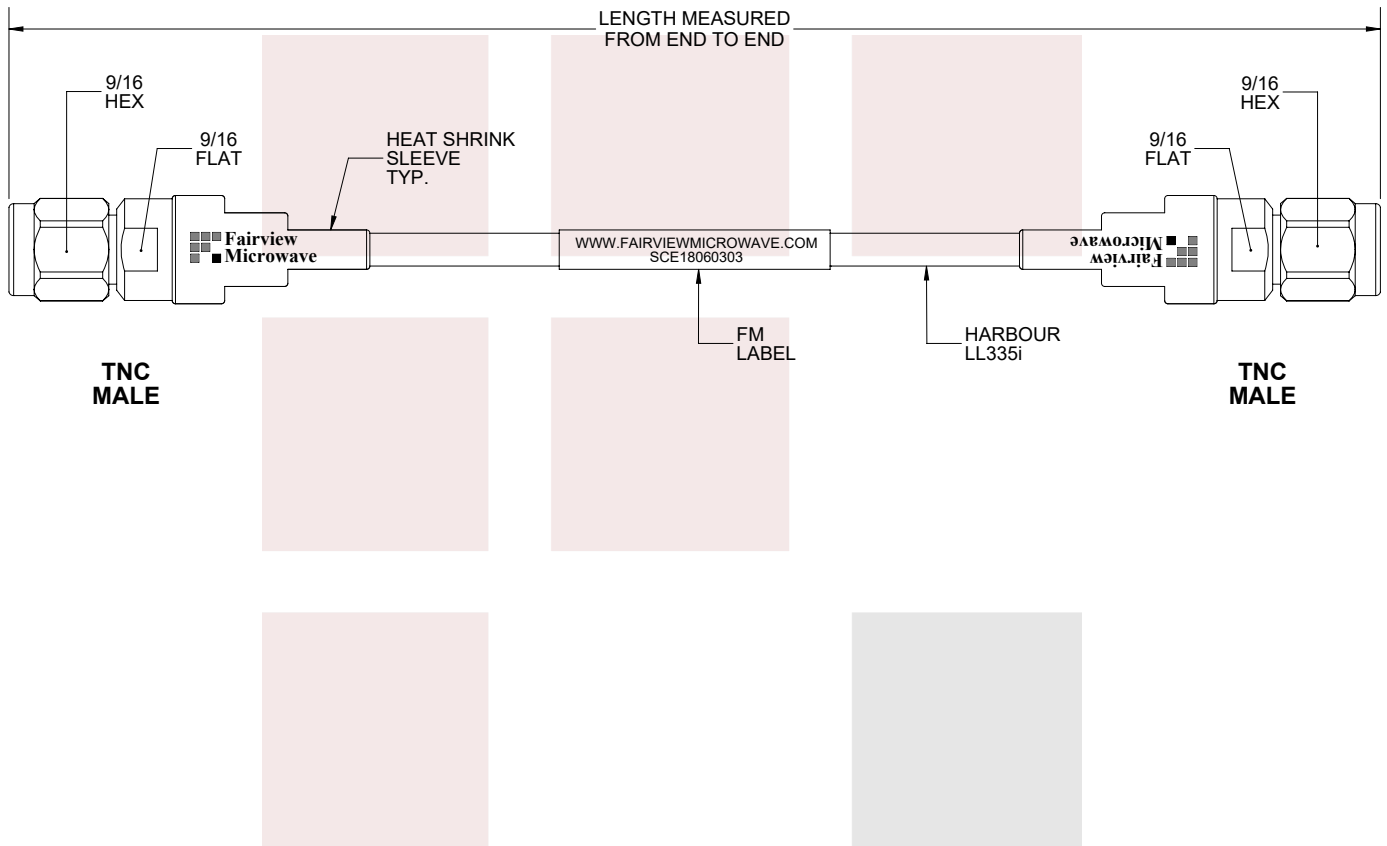 LENGTH MEASURED
FROM END TO END
9/16
HEX
9/16
FLAT
HEAT SHRINK
SLEEVE
TYP.
9/16
FLAT
9/16
HEX
Fairview
Microwave
WWW.FAIRVIEWMICROWAVE.COM
SCE18060303
Fairview
Microwave
FM
LABEL
HARBOUR
LL335i
TNC
MALE
TNC
MALE